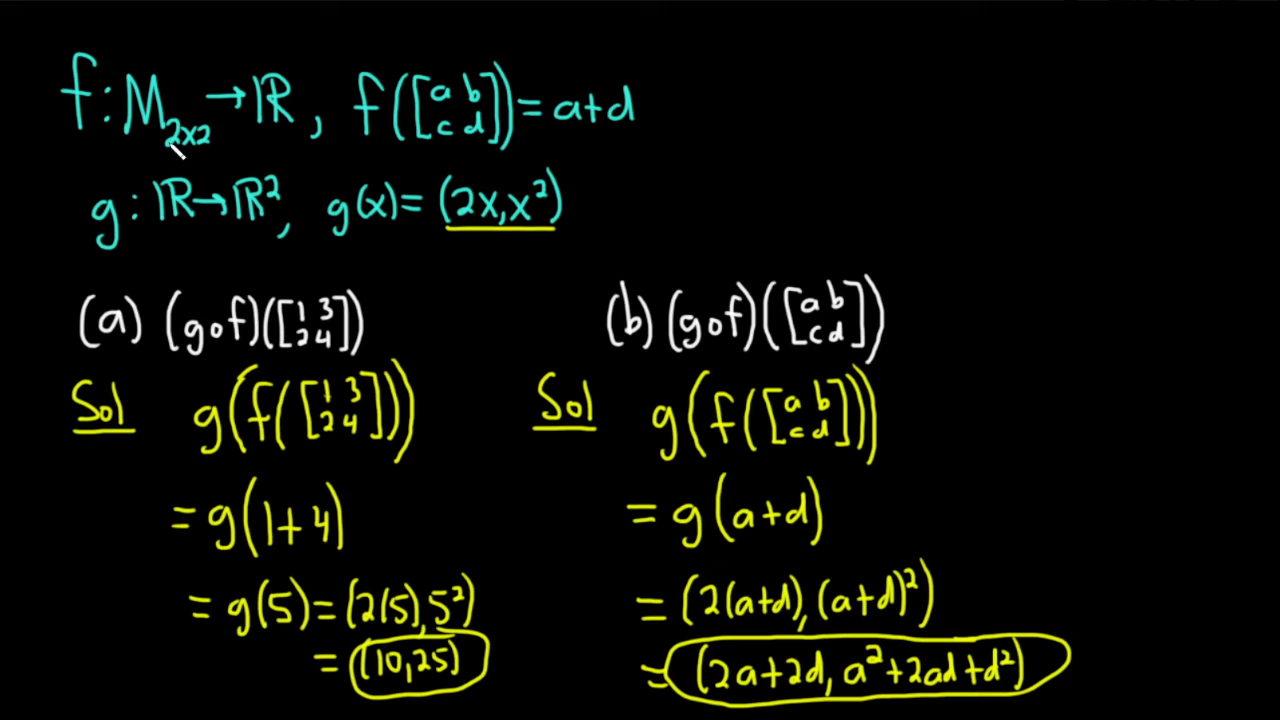 f: M₂ₓ₂ → ℝ, f([a b; c d]) = a+d
g: ℝ → ℝ², g(x) = (2x, x²)
(a) (g∘f)([1 3; 2 4])
Sol g(f([1 3; 2 4]))
= g(1+4)
= g(5) = (2(5), 5²)
= (10, 25)
(b) (g∘f)([a b; c d])
Sol g(f([a b; c d]))
= g(a+d)
= (2(a+d), (a+d)²)
= (2a+2d, a²+2ad+d²)